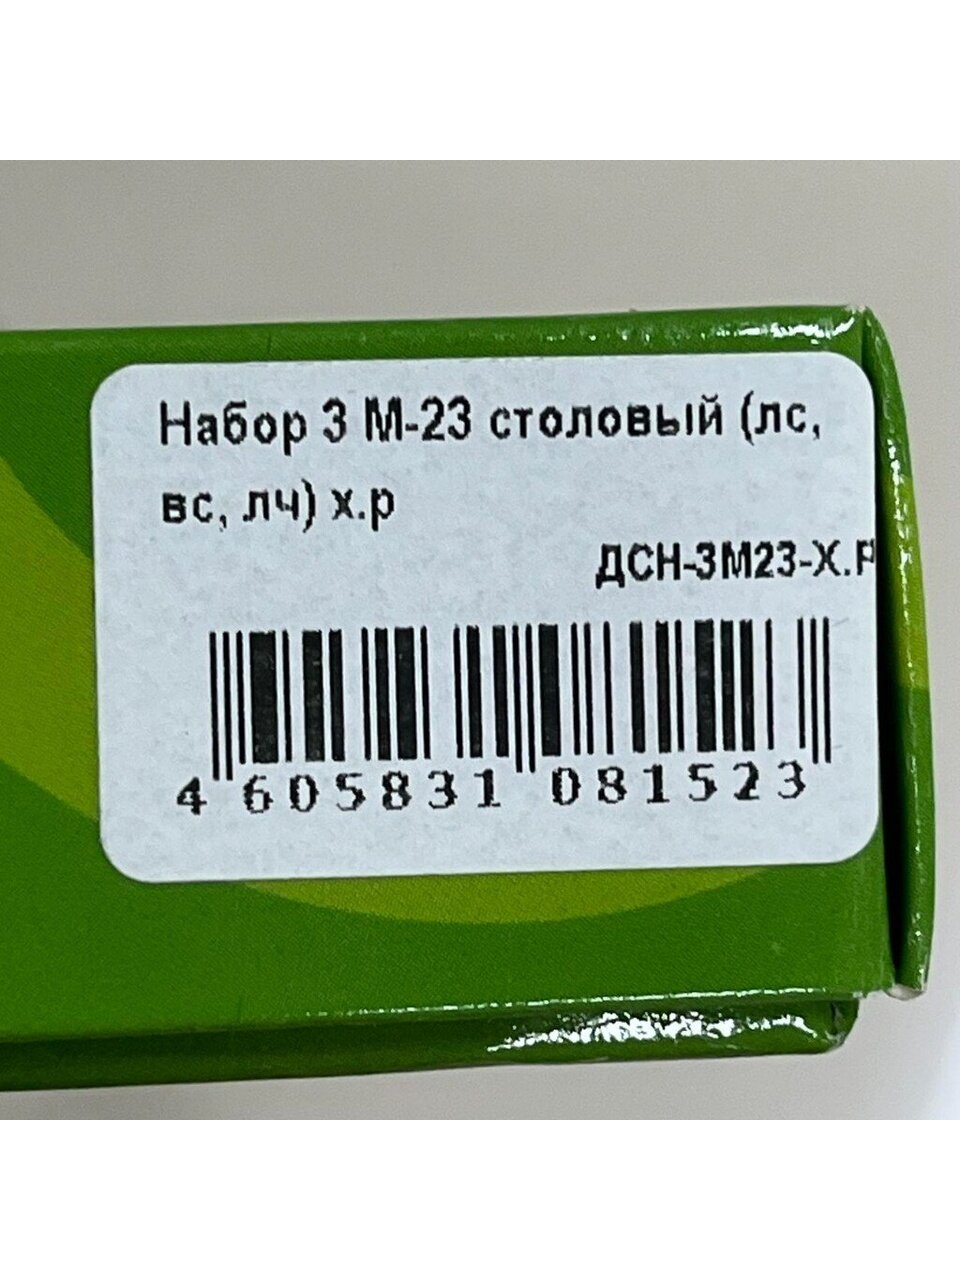 Набор 3 М-23 столовый (лс,
вс, лч) х.р
ДСН-3М23-Х.Р
4 605831 081523